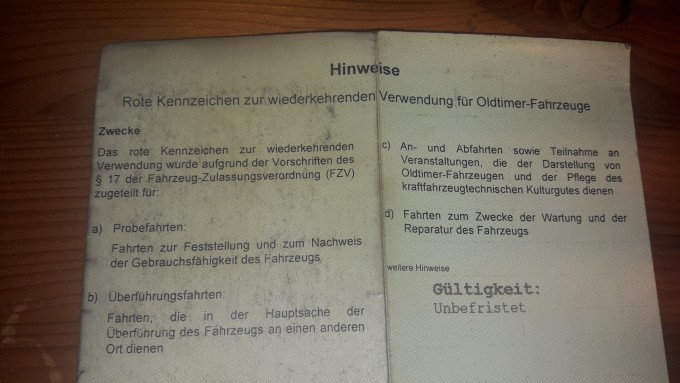 Hinweise
Rote Kennzeichen zur wiederkehrenden Verwendung für Oldtimer-Fahrzeuge
Zwecke
Das rote Kennzeichen zur wiederkehrenden
Verwendung wurde aufgrund der Vorschriften des
§ 17 der Fahrzeug-Zulassungsverordnung (FZV)
zugeteilt für:
a) Probefahrten:
Fahrten zur Feststellung und zum Nachweis
der Gebrauchsfähigkeit des Fahrzeugs
b) Überführungsfahrten:
Fahrten, die in der Hauptsache der
Überführung des Fahrzeugs an einen anderen
Ort dienen
c) An- und Abfahrten sowie Teilnahme an
Veranstaltungen, die der Darstellung von
Oldtimer-Fahrzeugen und der Pflege des
kraftfahrzeugtechnischen Kulturgutes dienen
d) Fahrten zum Zwecke der Wartung und der
Reparatur des Fahrzeugs
weitere Hinweise
Gültigkeit:
Unbefristet